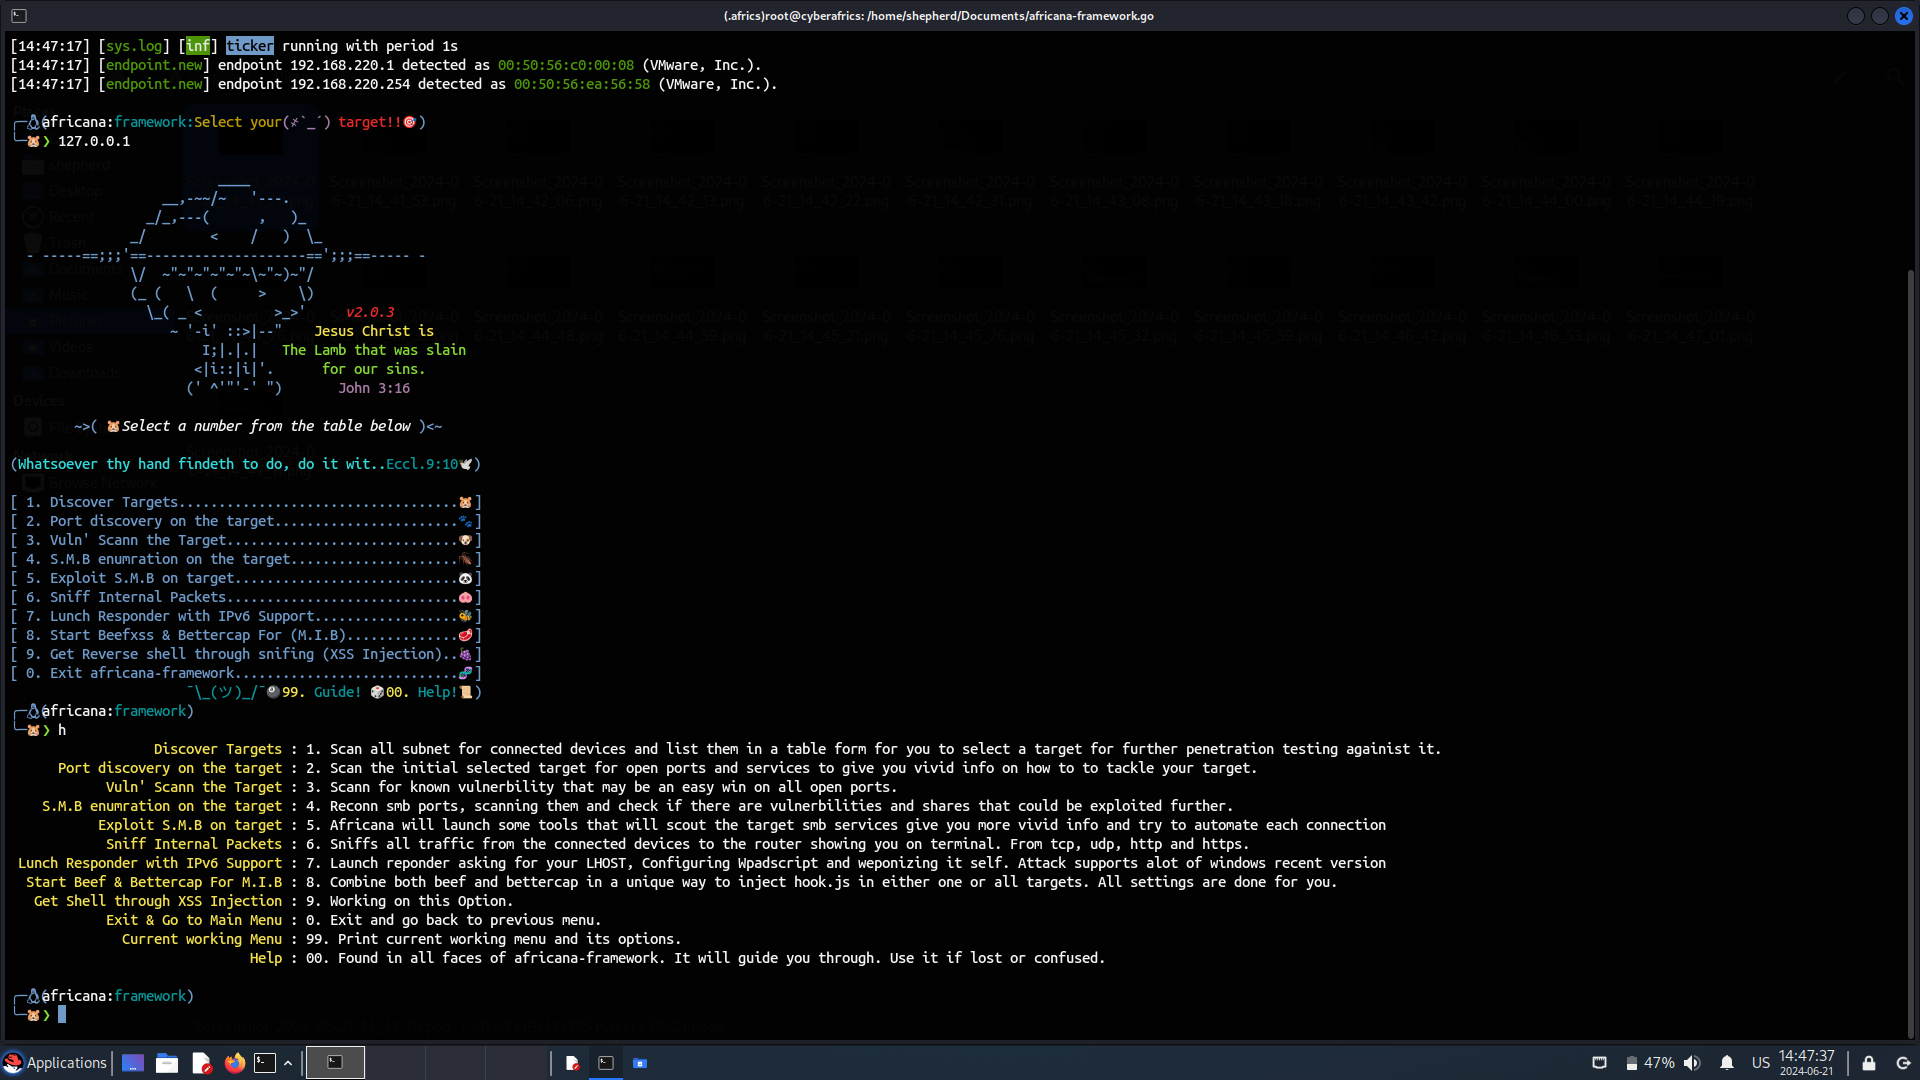 (.africs)root@cyberafrics: /home/shepherd/Documents/africana-framework.go
[14:47:17] [sys.log] [inf] ticker running with period 1s
[14:47:17] [endpoint.new] endpoint 192.168.220.1 detected as 00:50:56:c0:00:08 (VMware, Inc.).
[14:47:17] [endpoint.new] endpoint 192.168.220.254 detected as 00:50:56:ea:56:58 (VMware, Inc.).
(africana:framework:Select your(҂`_´) target!!🎯)
🐹❯ 127.0.0.1
v2.0.3
Jesus Christ is
The Lamb that was slain
for our sins.
John 3:16
~>( 🐹Select a number from the table below )<~
(Whatsoever thy hand findeth to do, do it wit..Eccl.9:10🕊)
[ 1. Discover Targets...................................🐹]
[ 2. Port discovery on the target.......................🐾]
[ 3. Vuln' Scann the Target.............................🐶]
[ 4. S.M.B enumration on the target.....................🪳]
[ 5. Exploit S.M.B on target............................🐼]
[ 6. Sniff Internal Packets.............................🐽]
[ 7. Lunch Responder with IPv6 Support..................🐝]
[ 8. Start Beefxss & Bettercap For (M.I.B)..............🥩]
[ 9. Get Reverse shell through snifing (XSS Injection)..🍇]
[ 0. Exit africana-framework............................🧬]
¯\_(ツ)_/¯🎱99. Guide! 🎲00. Help!📜)
(africana:framework)
🐹❯ h
Discover Targets : 1. Scan all subnet for connected devices and list them in a table form for you to select a target for further penetration testing againist it.
Port discovery on the target : 2. Scan the initial selected target for open ports and services to give you vivid info on how to to tackle your target.
Vuln' Scann the Target : 3. Scann for known vulnerbility that may be an easy win on all open ports.
S.M.B enumration on the target : 4. Reconn smb ports, scanning them and check if there are vulnerbilities and shares that could be exploited further.
Exploit S.M.B on target : 5. Africana will launch some tools that will scout the target smb services give you more vivid info and try to automate each connection
Sniff Internal Packets : 6. Sniffs all traffic from the connected devices to the router showing you on terminal. From tcp, udp, http and https.
Lunch Responder with IPv6 Support : 7. Launch reponder asking for your LHOST, Configuring Wpadscript and weponizing it self. Attack supports alot of windows recent version
Start Beef & Bettercap For M.I.B : 8. Combine both beef and bettercap in a unique way to inject hook.js in either one or all targets. All settings are done for you.
Get Shell through XSS Injection : 9. Working on this Option.
Exit & Go to Main Menu : 0. Exit and go back to previous menu.
Current working Menu : 99. Print current working menu and its options.
Help : 00. Found in all faces of africana-framework. It will guide you through. Use it if lost or confused.
(africana:framework)
🐹❯
Applications
47%
US
14:47:37
2024-06-21